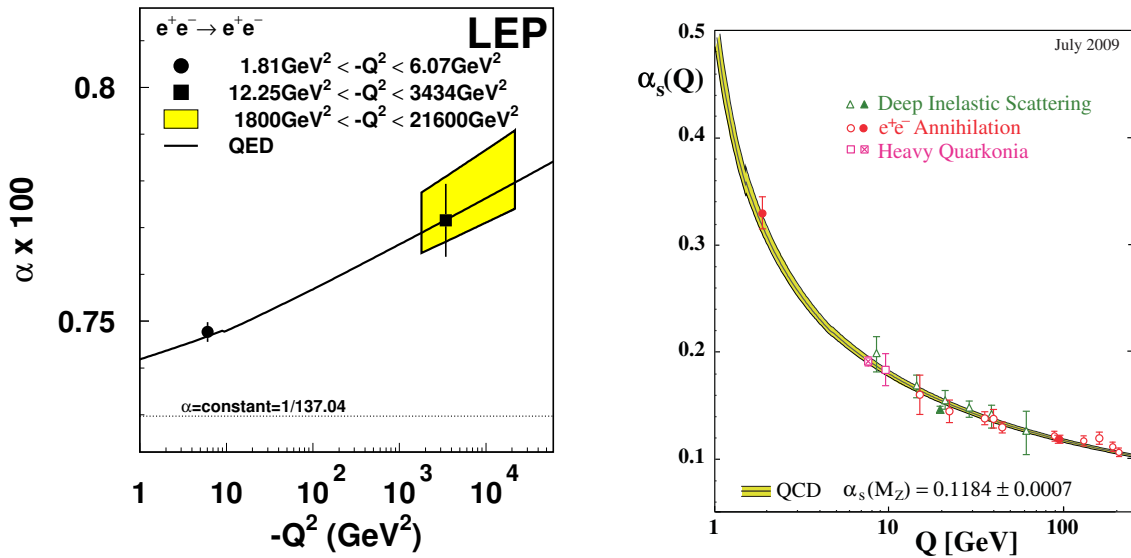 e⁺e⁻→ e⁺e⁻
LEP
1.81GeV² < -Q² < 6.07GeV²
12.25GeV² < -Q² < 3434GeV²
1800GeV² < -Q² < 21600GeV²
QED
0.8
0.75
α x 100
α=constant=1/137.04
1 10 10² 10³ 10⁴
-Q² (GeV²)
0.5
July 2009
αₛ(Q)
Deep Inelastic Scattering
e⁺e⁻ Annihilation
Heavy Quarkonia
0.4
0.3
0.2
0.1
QCD αₛ(M_Z) = 0.1184 ± 0.0007
1 10 100
Q [GeV]